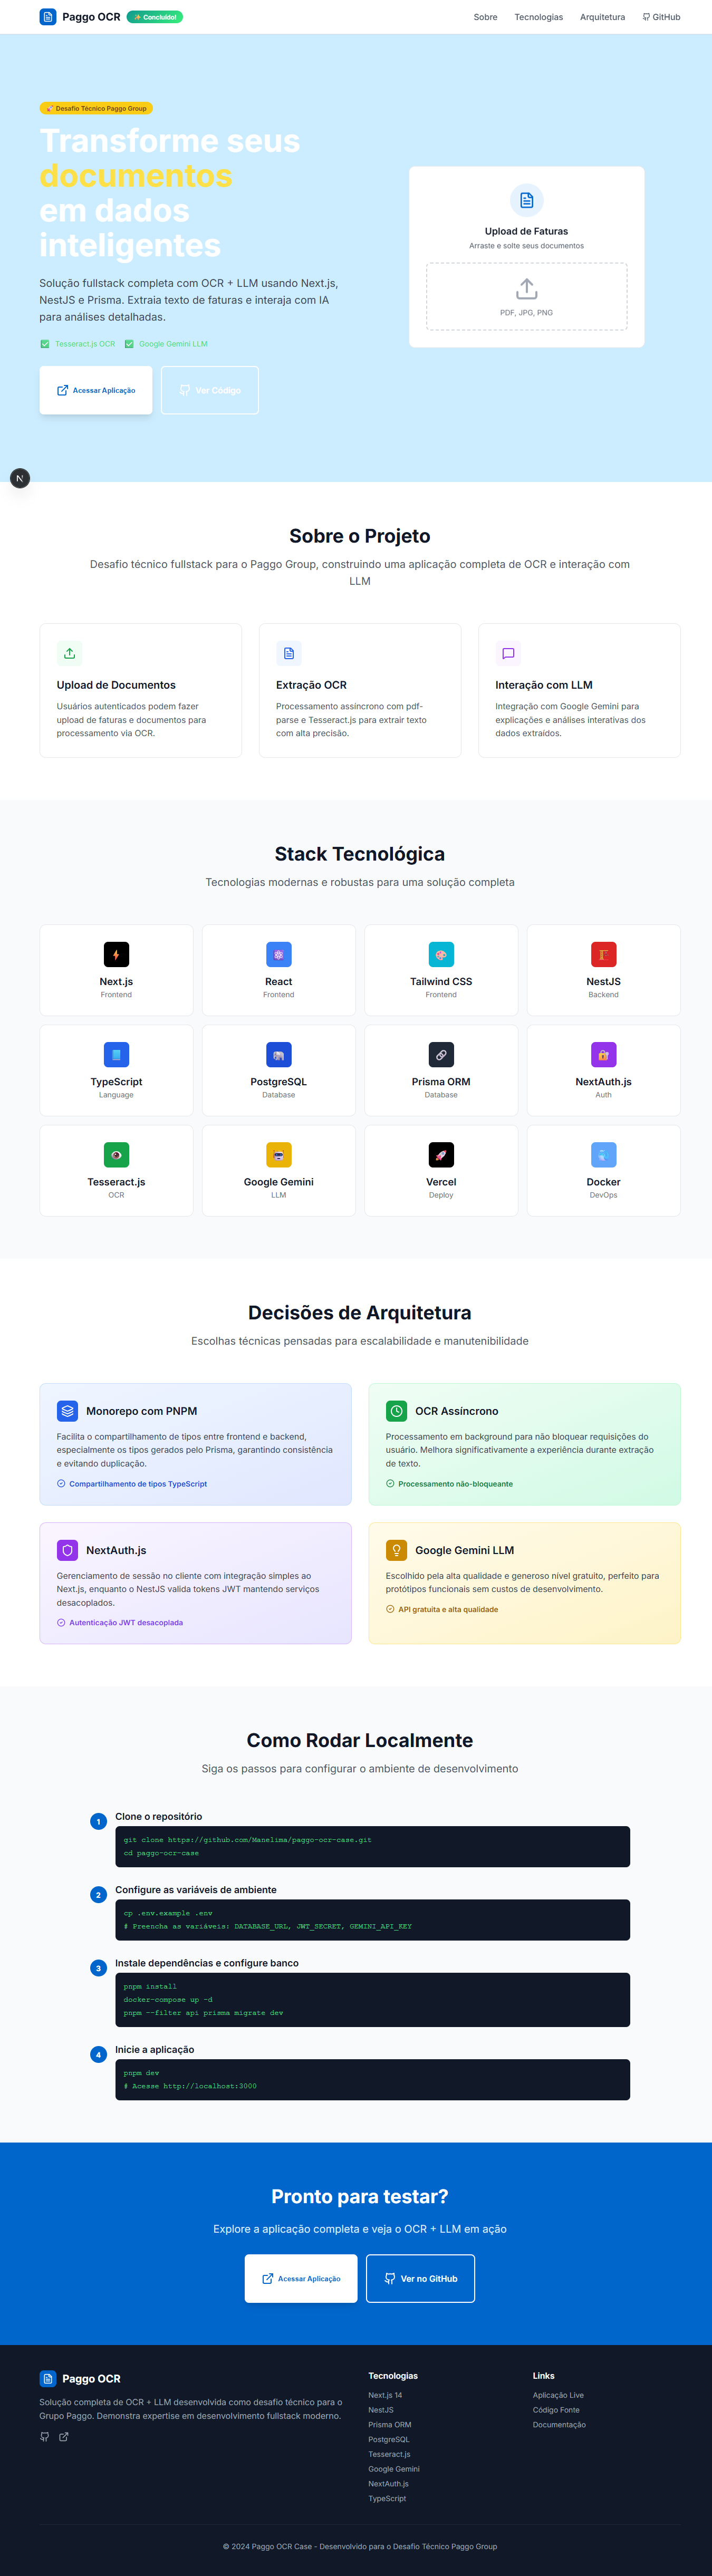 Paggo OCR
✨ Concluído!
Sobre
Tecnologias
Arquitetura
GitHub
🚀 Desafio Técnico Paggo Group
Transforme seus
documentos
em dados
inteligentes
Solução fullstack completa com OCR + LLM usando Next.js,
NestJS e Prisma. Extraia texto de faturas e interaja com IA
para análises detalhadas.
✅ Tesseract.js OCR
✅ Google Gemini LLM
Acessar Aplicação
Ver Código
Upload de Faturas
Arraste e solte seus documentos
PDF, JPG, PNG
N
Sobre o Projeto
Desafio técnico fullstack para o Paggo Group, construindo uma aplicação completa de OCR e interação com
LLM
Upload de Documentos
Usuários autenticados podem fazer
upload de faturas e documentos para
processamento via OCR.
Extração OCR
Processamento assíncrono com pdf-
parse e Tesseract.js para extrair texto
com alta precisão.
Interação com LLM
Integração com Google Gemini para
explicações e análises interativas dos
dados extraídos.
Stack Tecnológica
Tecnologias modernas e robustas para uma solução completa
Next.js
Frontend
React
Frontend
Tailwind CSS
Frontend
NestJS
Backend
TypeScript
Language
PostgreSQL
Database
Prisma ORM
Database
NextAuth.js
Auth
Tesseract.js
OCR
Google Gemini
LLM
Vercel
Deploy
Docker
DevOps
Decisões de Arquitetura
Escolhas técnicas pensadas para escalabilidade e manutenibilidade
Monorepo com PNPM
Facilita o compartilhamento de tipos entre frontend e backend,
especialmente os tipos gerados pelo Prisma, garantindo consistência
e evitando duplicação.
Compartilhamento de tipos TypeScript
OCR Assíncrono
Processamento em background para não bloquear requisições do
usuário. Melhora significativamente a experiência durante extração
de texto.
Processamento não-bloqueante
NextAuth.js
Gerenciamento de sessão no cliente com integração simples ao
Next.js, enquanto o NestJS valida tokens JWT mantendo serviços
desacoplados.
Autenticação JWT desacoplada
Google Gemini LLM
Escolhido pela alta qualidade e generoso nível gratuito, perfeito para
protótipos funcionais sem custos de desenvolvimento.
API gratuita e alta qualidade
Como Rodar Localmente
Siga os passos para configurar o ambiente de desenvolvimento
1
Clone o repositório
git clone https://github.com/Manelima/paggo-ocr-case.git
cd paggo-ocr-case
2
Configure as variáveis de ambiente
cp .env.example .env
# Preencha as variáveis: DATABASE_URL, JWT_SECRET, GEMINI_API_KEY
3
Instale dependências e configure banco
pnpm install
docker-compose up -d
pnpm --filter api prisma migrate dev
4
Inicie a aplicação
pnpm dev
# Acesse http://localhost:3000
Pronto para testar?
Explore a aplicação completa e veja o OCR + LLM em ação
Acessar Aplicação
Ver no GitHub
Paggo OCR
Solução completa de OCR + LLM desenvolvida como desafio técnico para o
Grupo Paggo. Demonstra expertise em desenvolvimento fullstack moderno.
Tecnologias
Next.js 14
NestJS
Prisma ORM
PostgreSQL
Tesseract.js
Google Gemini
NextAuth.js
TypeScript
Links
Aplicação Live
Código Fonte
Documentação
© 2024 Paggo OCR Case - Desenvolvido para o Desafio Técnico Paggo Group